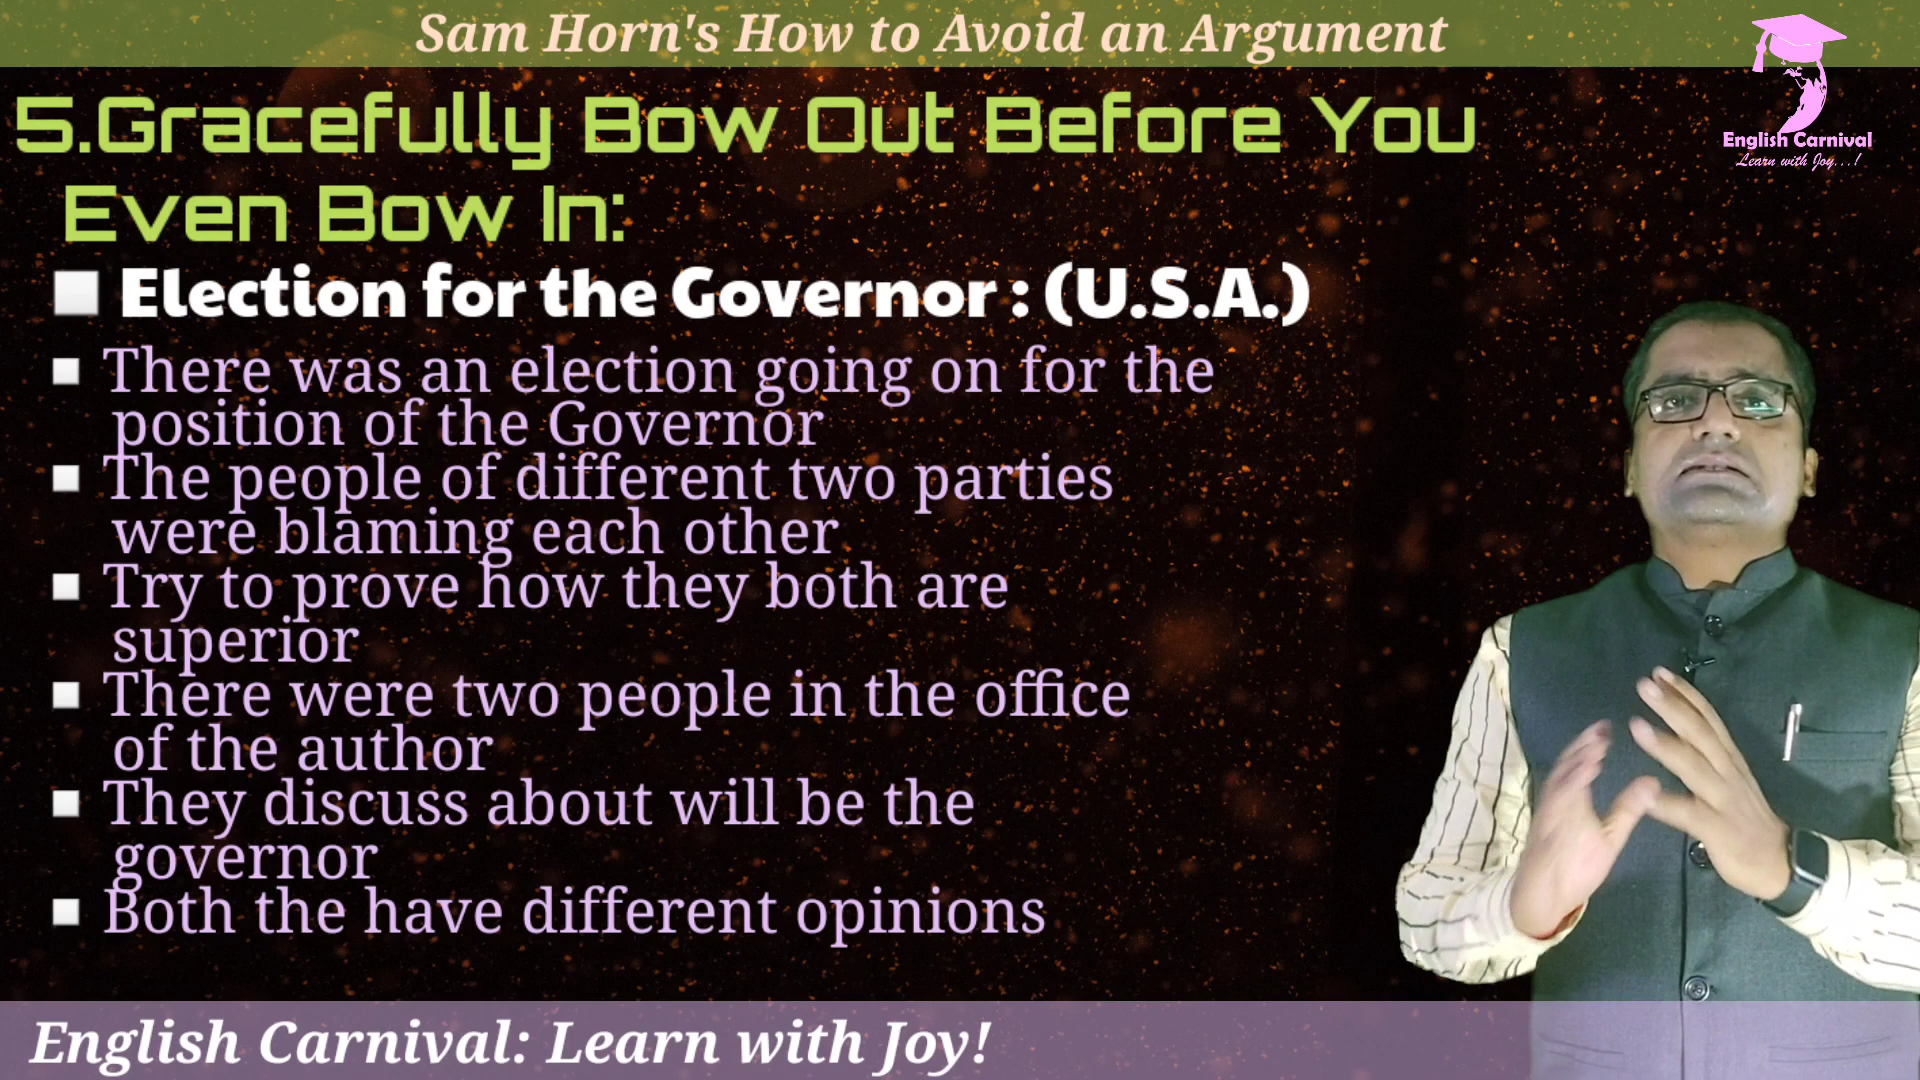 Sam Horn's How to Avoid an Argument
English Carnival
Learn with Joy...!
5.Gracefully Bow Out Before You
Even Bow In:
Election for the Governor : (U.S.A.)
There was an election going on for the
position of the Governor
The people of different two parties
were blaming each other
Try to prove how they both are
superior
There were two people in the office
of the author
They discuss about will be the
governor
Both the have different opinions
English Carnival: Learn with Joy!